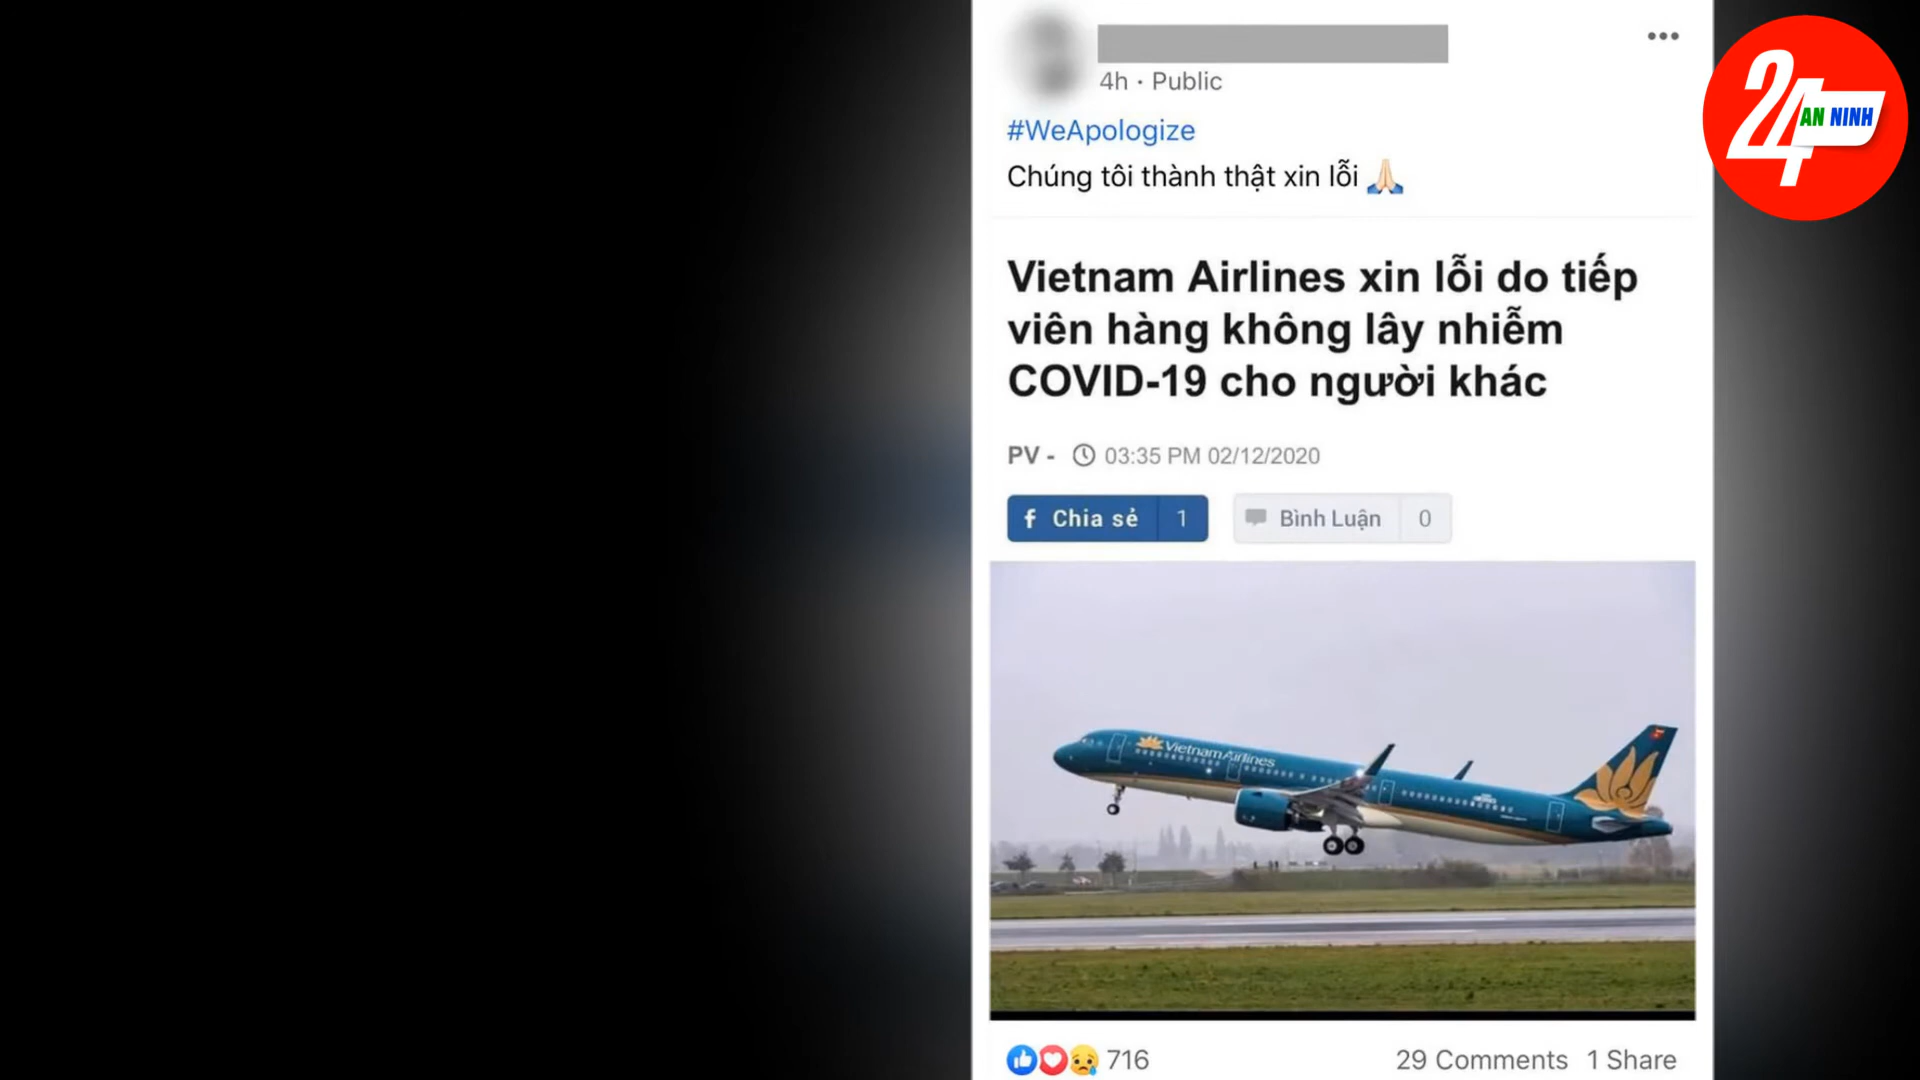 4h · Public
#WeApologize
Chúng tôi thành thật xin lỗi 🙏🏻
24 AN NINH
Vietnam Airlines xin lỗi do tiếp
viên hàng không lây nhiễm
COVID-19 cho người khác
PV - 03:35 PM 02/12/2020
Chia sẻ 1
Bình Luận 0
Vietnam Airlines
716
29 Comments 1 Share